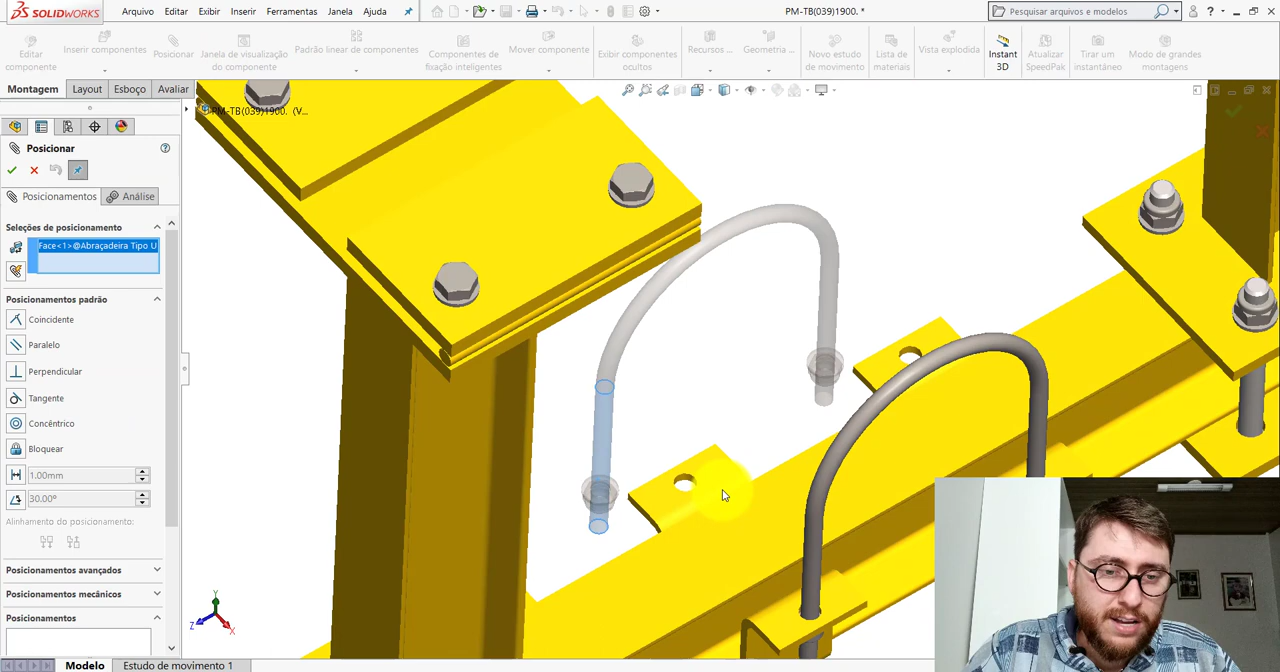 SOLIDWORKS
Arquivo Editar Exibir Inserir Ferramentas Janela Ajuda
PM-TB(039)1900. *
Pesquisar arquivos e modelos
Editar componente
Inserir componentes
Posicionar
Janela de visualização do componente
Padrão linear de componente
Componentes de fixação inteligentes
Mover componente
Exibir componentes ocultos
Recursos ...
Geometria ...
Novo estudo de movimento
Lista de materiais
Vista explodida
Instant 3D
Atualizar SpeedPak
Tirar um instantâneo
Modo de grandes montagens
Montagem Layout Esboço Avaliar
PM-TB(039)1900. (V...
Posicionar
Posicionamentos Análise
Seleções de posicionamento
Face<1>@Abraçadeira Tipo U
Posicionamentos padrão
Coincidente
Paralelo
Perpendicular
Tangente
Concêntrico
Bloquear
1.00mm
30.00°
Alinhamento do posicionamento:
Posicionamentos avançados
Posicionamentos mecânicos
Posicionamentos
Y
Z
X
Modelo Estudo de movimento 1